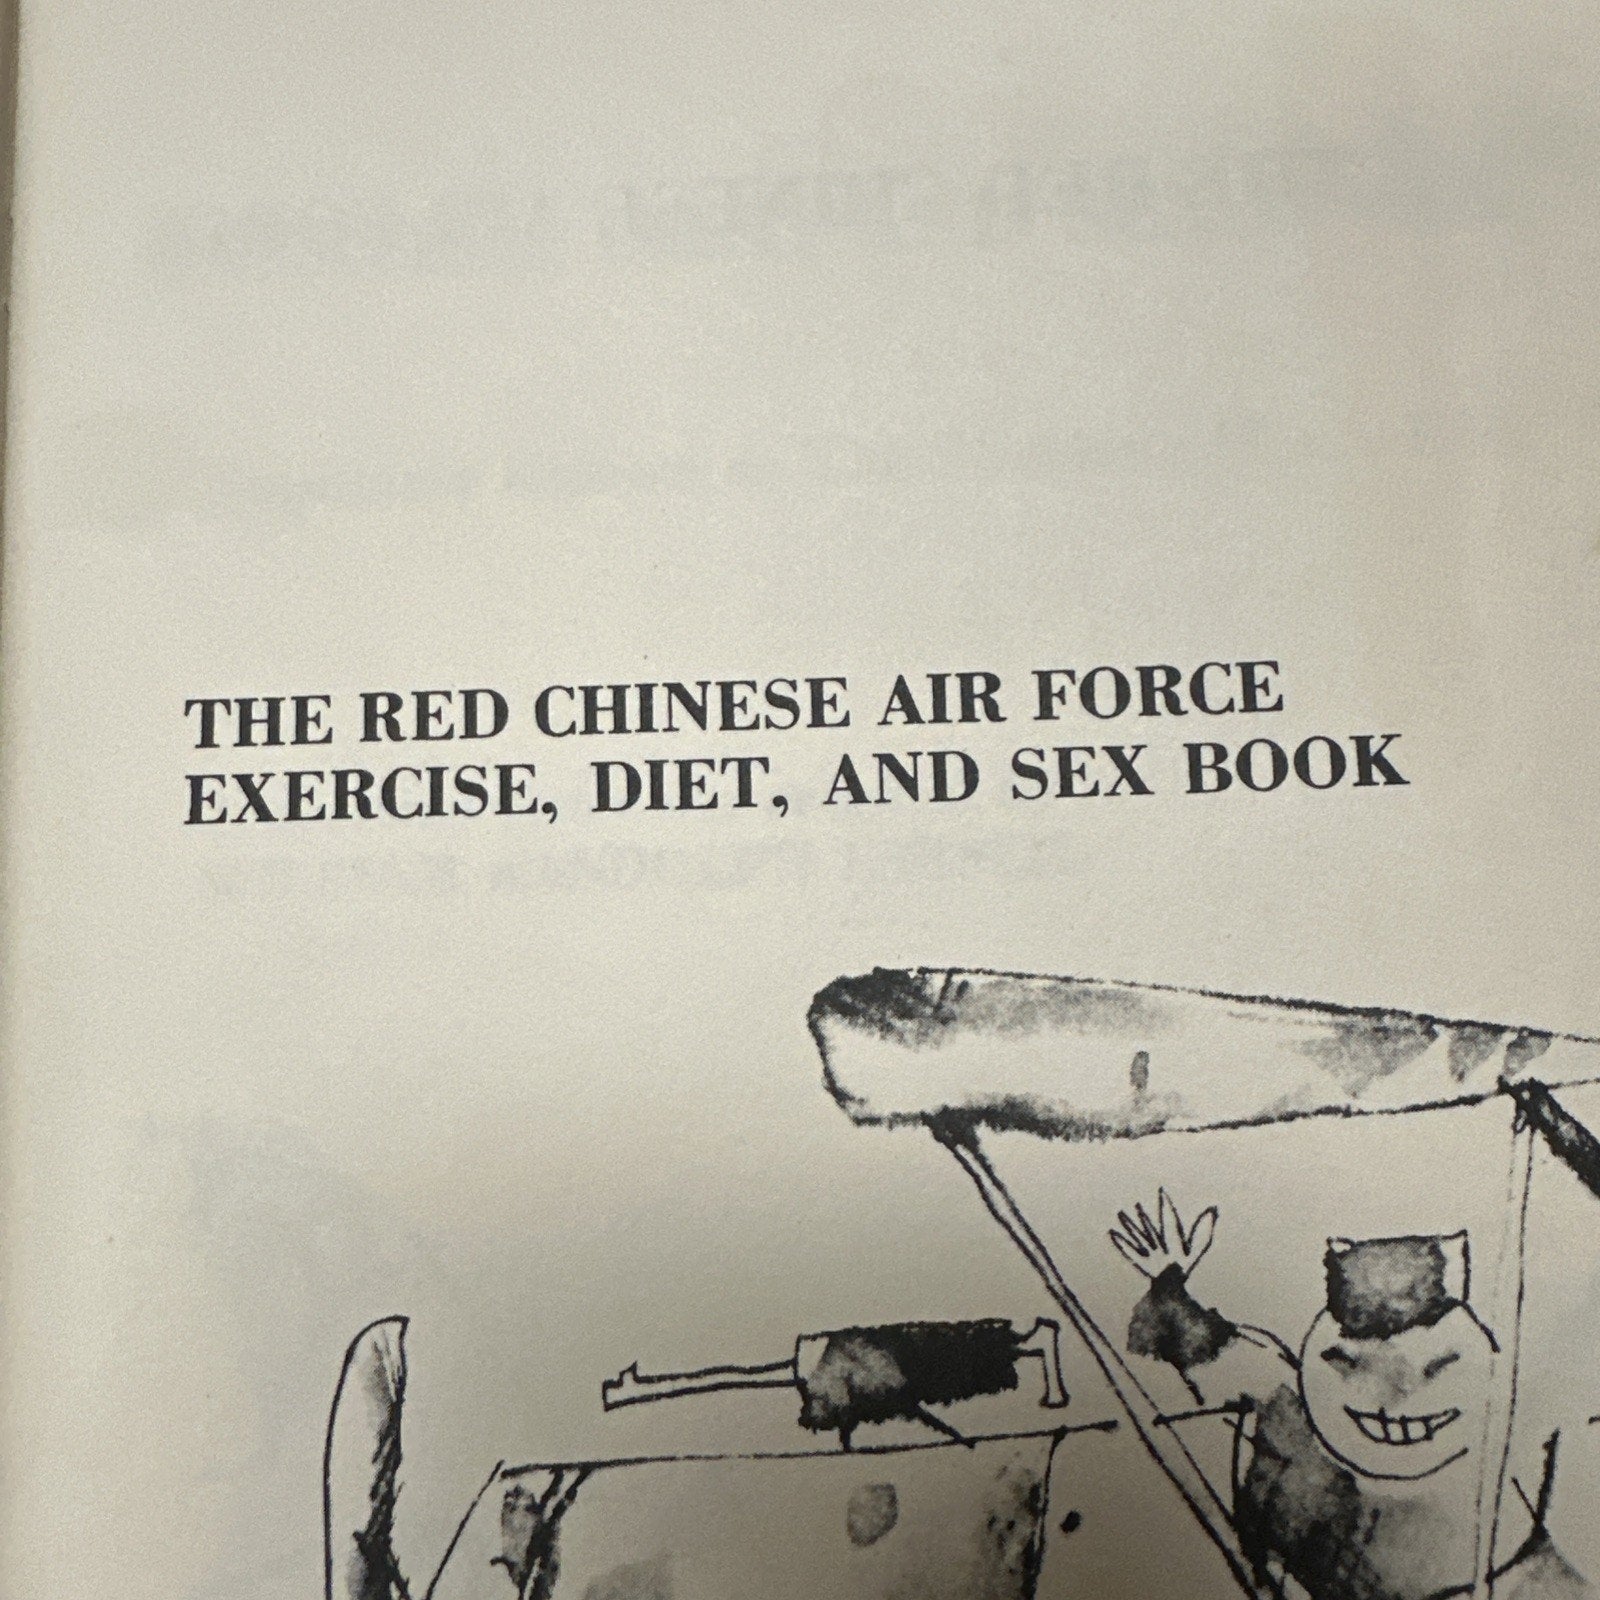 THE RED CHINESE AIR FORCE
EXERCISE, DIET, AND SEX BOOK